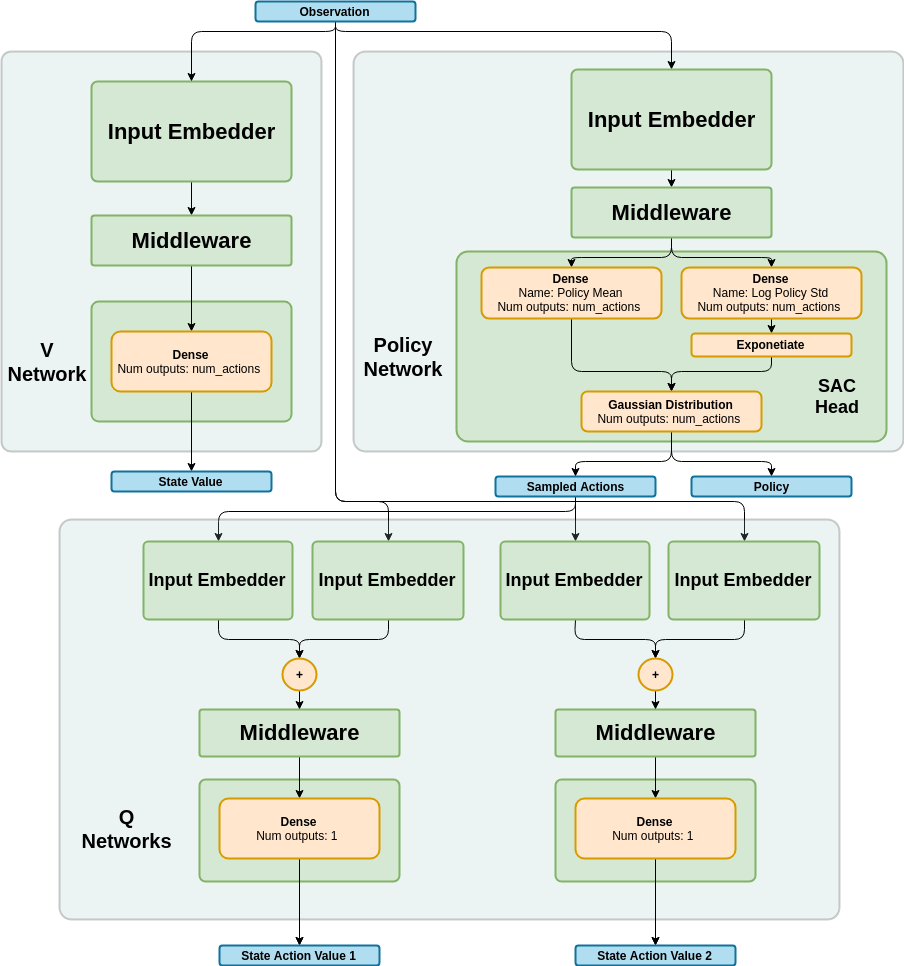 Observation
Input Embedder
Middleware
Dense
Num outputs: num_actions
V
Network
State Value
Input Embedder
Middleware
Dense
Name: Policy Mean
Num outputs: num_actions
Dense
Name: Log Policy Std
Num outputs: num_actions
Exponetiate
Policy
Network
SAC
Head
Gaussian Distribution
Num outputs: num_actions
Sampled Actions
Policy
Input Embedder
Input Embedder
Input Embedder
Input Embedder
+
+
Middleware
Middleware
Q
Networks
Dense
Num outputs: 1
Dense
Num outputs: 1
State Action Value 1
State Action Value 2